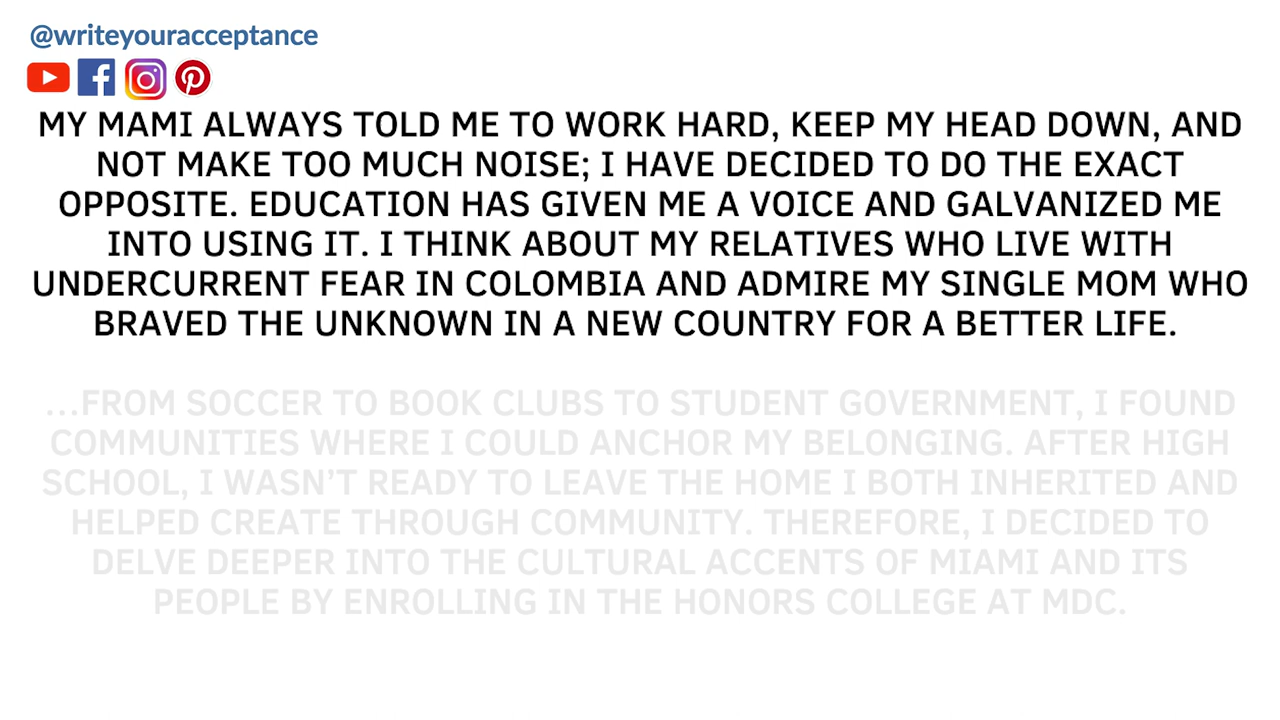 @writeyouracceptance
MY MAMI ALWAYS TOLD ME TO WORK HARD, KEEP MY HEAD DOWN, AND
NOT MAKE TOO MUCH NOISE; I HAVE DECIDED TO DO THE EXACT
OPPOSITE. EDUCATION HAS GIVEN ME A VOICE AND GALVANIZED ME
INTO USING IT. I THINK ABOUT MY RELATIVES WHO LIVE WITH
UNDERCURRENT FEAR IN COLOMBIA AND ADMIRE MY SINGLE MOM WHO
BRAVED THE UNKNOWN IN A NEW COUNTRY FOR A BETTER LIFE.
...FROM SOCCER TO BOOK CLUBS TO STUDENT GOVERNMENT, I FOUND
COMMUNITIES WHERE I COULD ANCHOR MY BELONGING. AFTER HIGH
SCHOOL, I WASN'T READY TO LEAVE THE HOME I BOTH INHERITED AND
HELPED CREATE THROUGH COMMUNITY. THEREFORE, I DECIDED TO
DELVE DEEPER INTO THE CULTURAL ACCENTS OF MIAMI AND ITS
PEOPLE BY ENROLLING IN THE HONORS COLLEGE AT MDC.